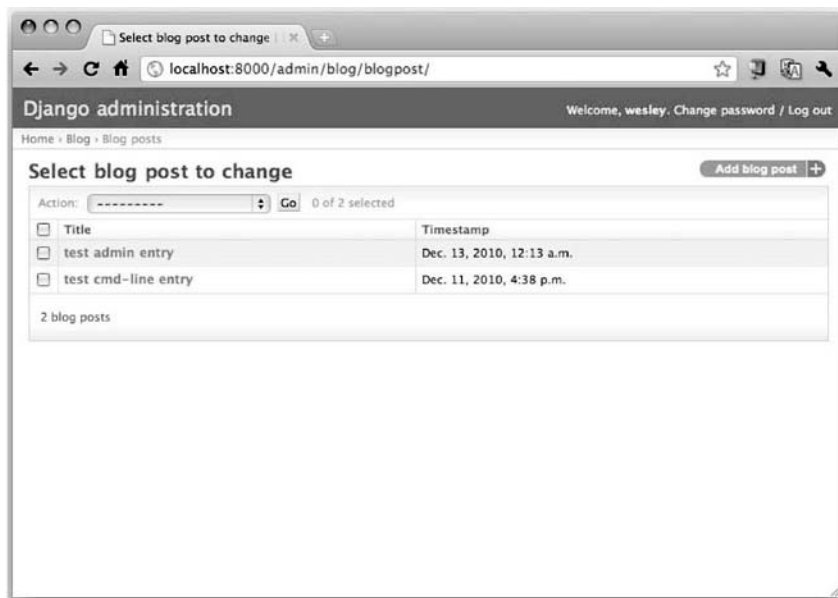 Select blog post to change
localhost:8000/admin/blog/blogpost/
Django administration
Welcome, wesley. Change password / Log out
Home › Blog › Blog posts
Select blog post to change
Add blog post +
Action: --------- Go 0 of 2 selected
Title Timestamp
test admin entry Dec. 13, 2010, 12:13 a.m.
test cmd-line entry Dec. 11, 2010, 4:38 p.m.
2 blog posts